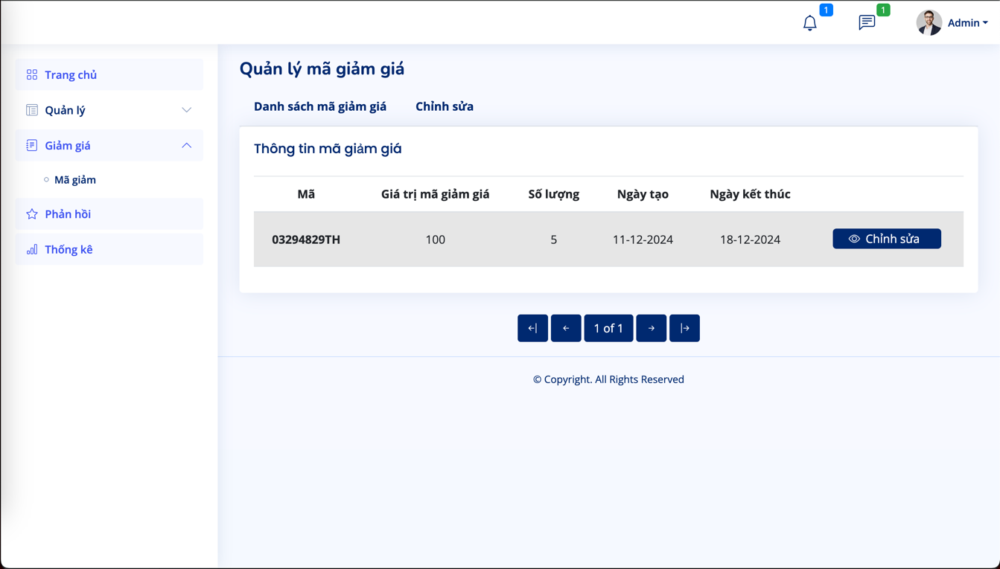 1
1
Admin
Trang chủ
Quản lý
Giảm giá
Mã giảm
Phản hồi
Thống kê
Quản lý mã giảm giá
Danh sách mã giảm giá Chỉnh sửa
Thông tin mã giảm giá
Mã Giá trị mã giảm giá Số lượng Ngày tạo Ngày kết thúc
03294829TH 100 5 11-12-2024 18-12-2024 Chỉnh sửa
1 of 1
© Copyright. All Rights Reserved